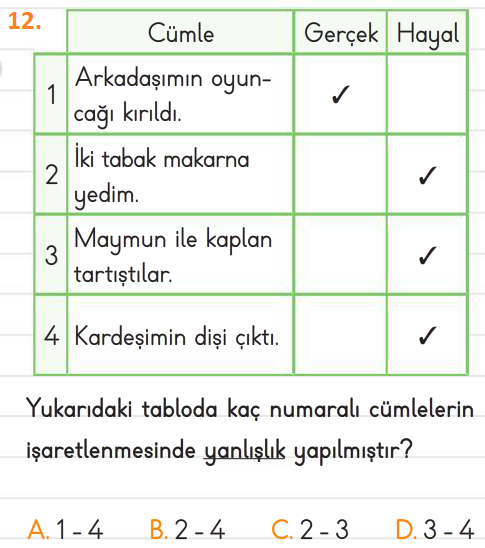 12.
Cümle Gerçek Hayal
1 Arkadaşımın oyun-
cağı kırıldı. ✓
2 İki tabak makarna
yedim. ✓
3 Maymun ile kaplan
tartıştılar. ✓
4 Kardeşimin dişi çıktı. ✓
Yukarıdaki tabloda kaç numaralı cümlelerin
işaretlenmesinde yanlışlık yapılmıştır?
A. 1 - 4 B. 2 - 4 C. 2 - 3 D. 3 - 4